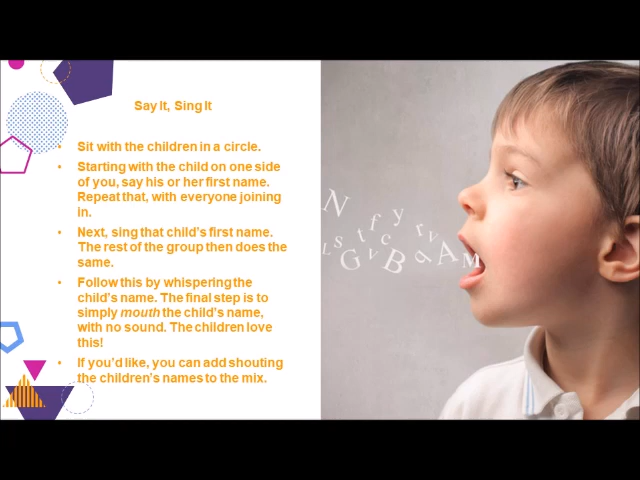 Say It, Sing It
• Sit with the children in a circle.
• Starting with the child on one side
of you, say his or her first name.
Repeat that, with everyone joining
in.
• Next, sing that child's first name.
The rest of the group then does the
same.
• Follow this by whispering the
child's name. The final step is to
simply mouth the child's name,
with no sound. The children love
this!
• If you'd like, you can add shouting
the children's names to the mix.
N f y r v
L s t c
G v B a A M